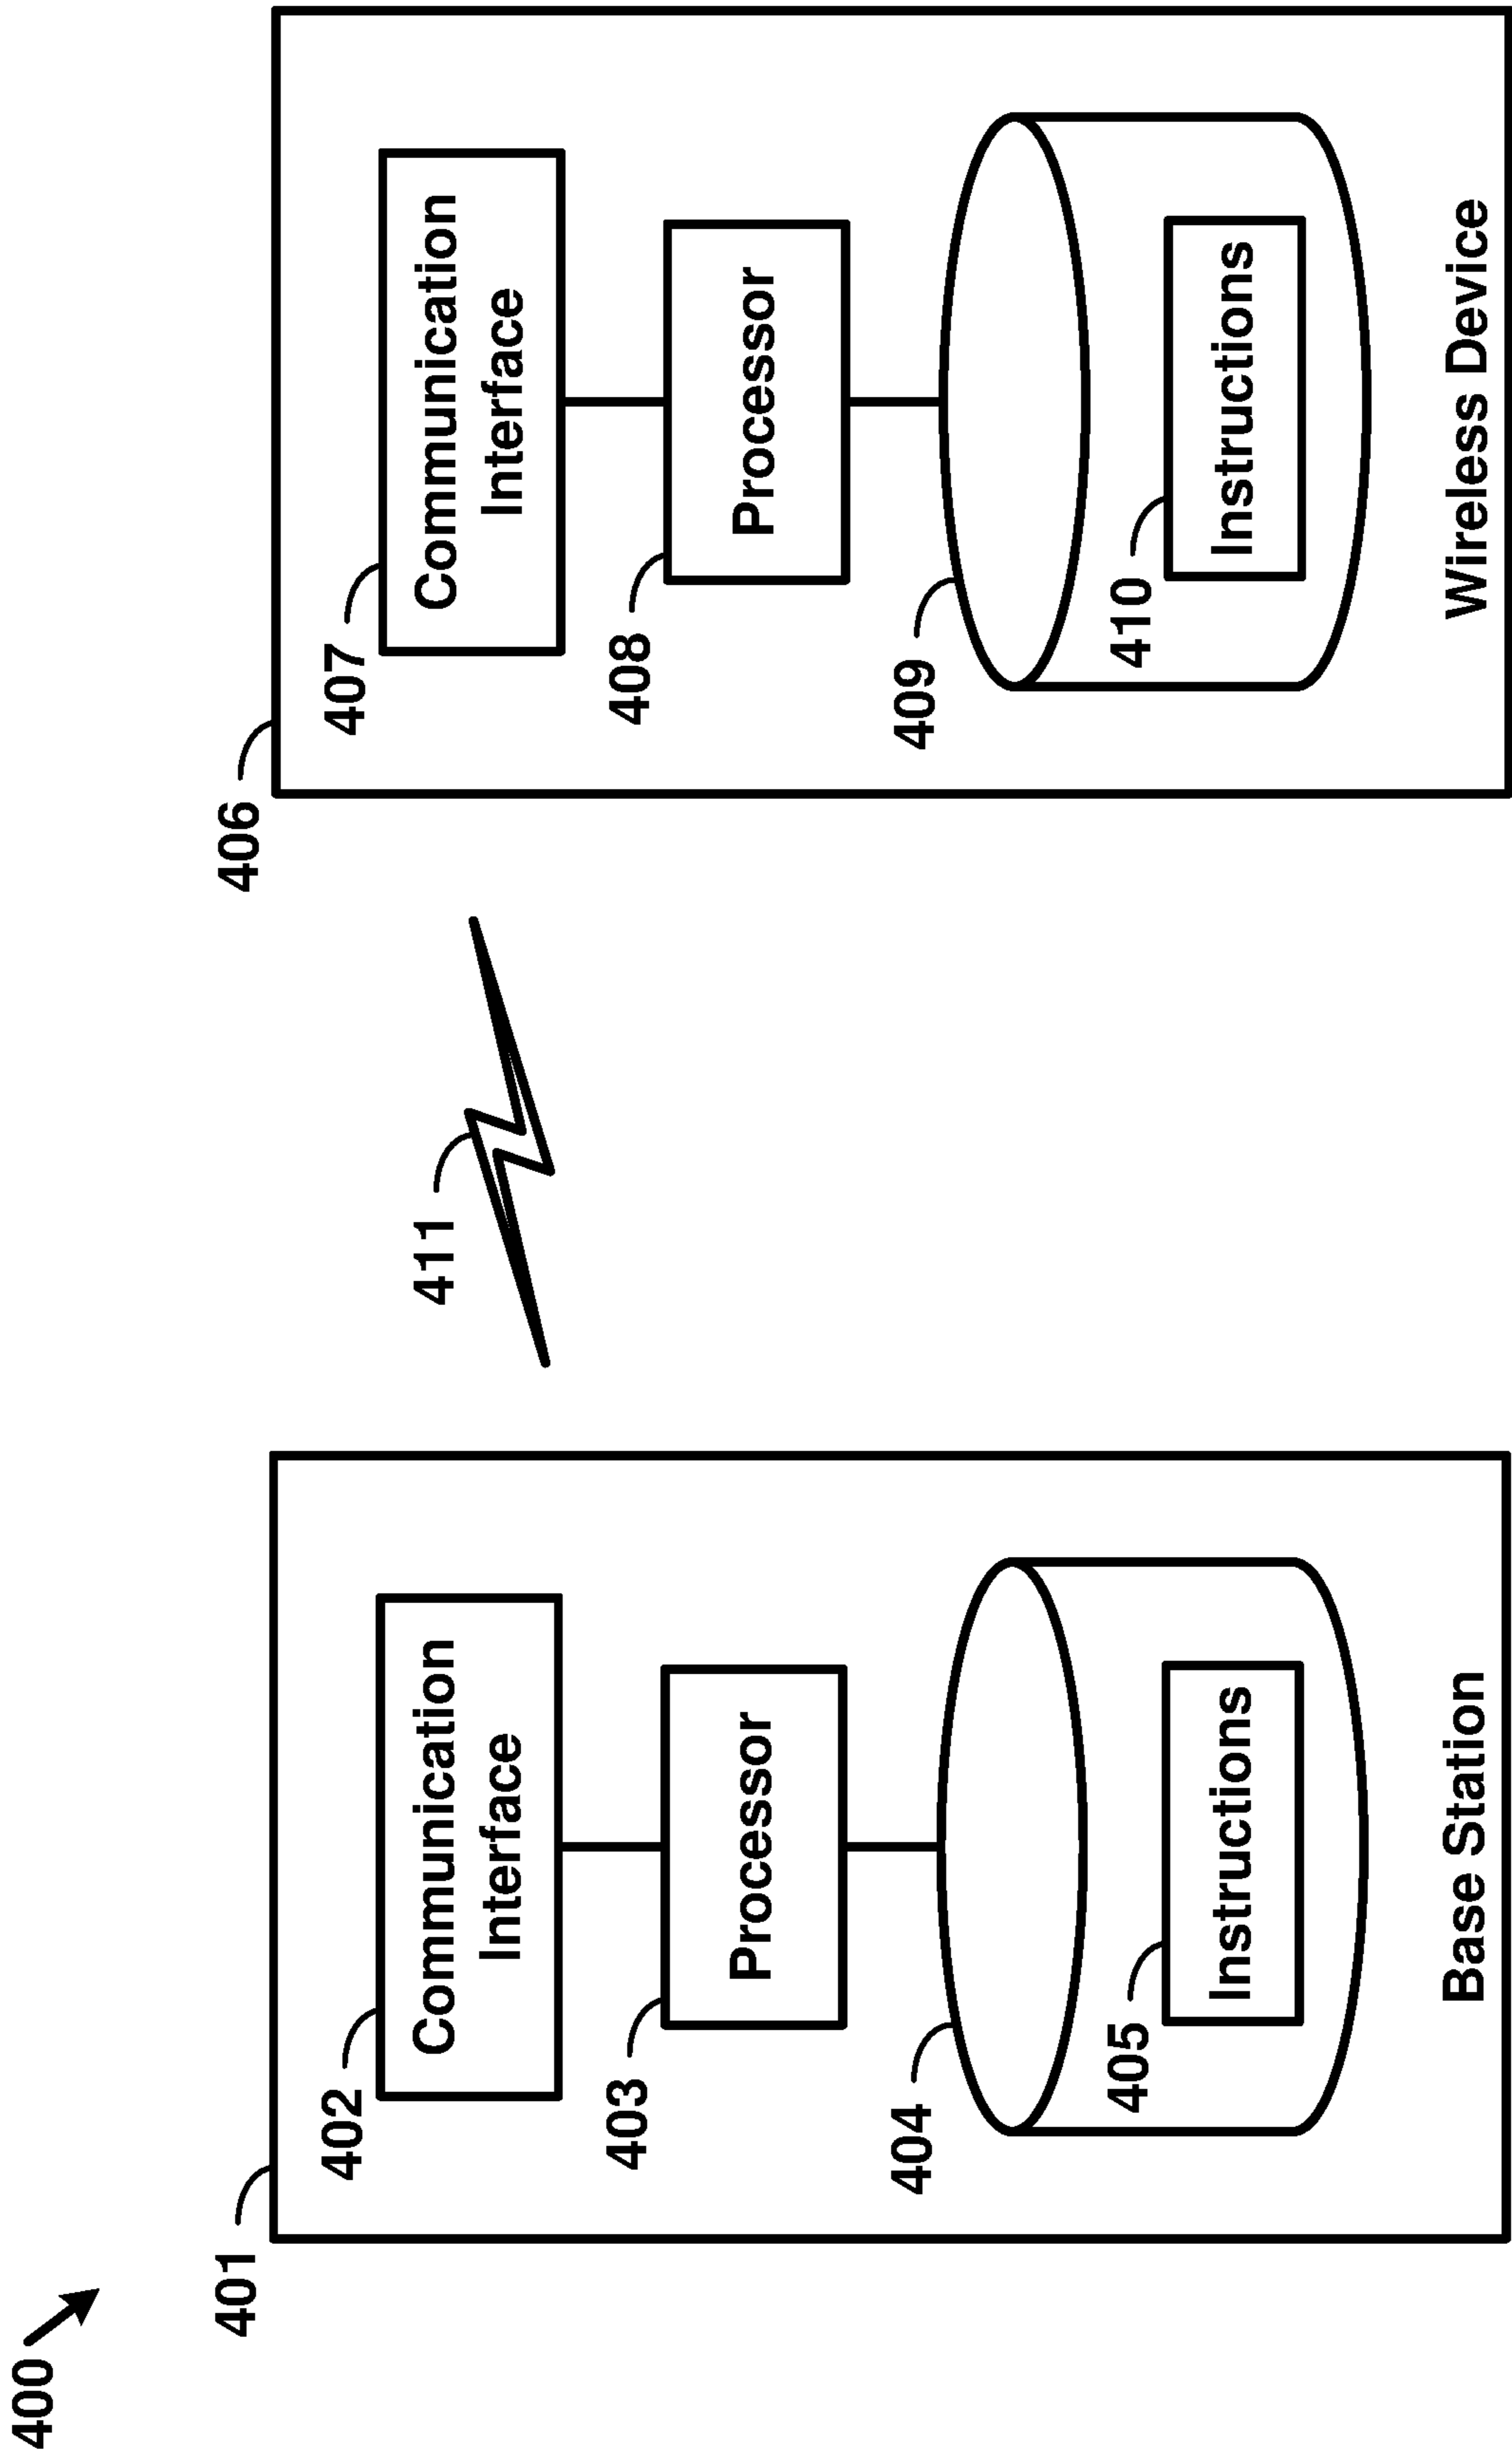 400
401
402
Communication
Interface
403
Processor
404
405
Instructions
Base Station
411
406
407
Communication
Interface
408
Processor
409
410
Instructions
Wireless Device